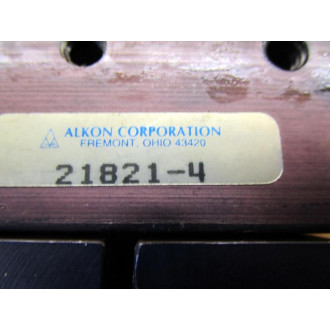 ALKON CORPORATION
FREMONT, OHIO 43420
21821-4